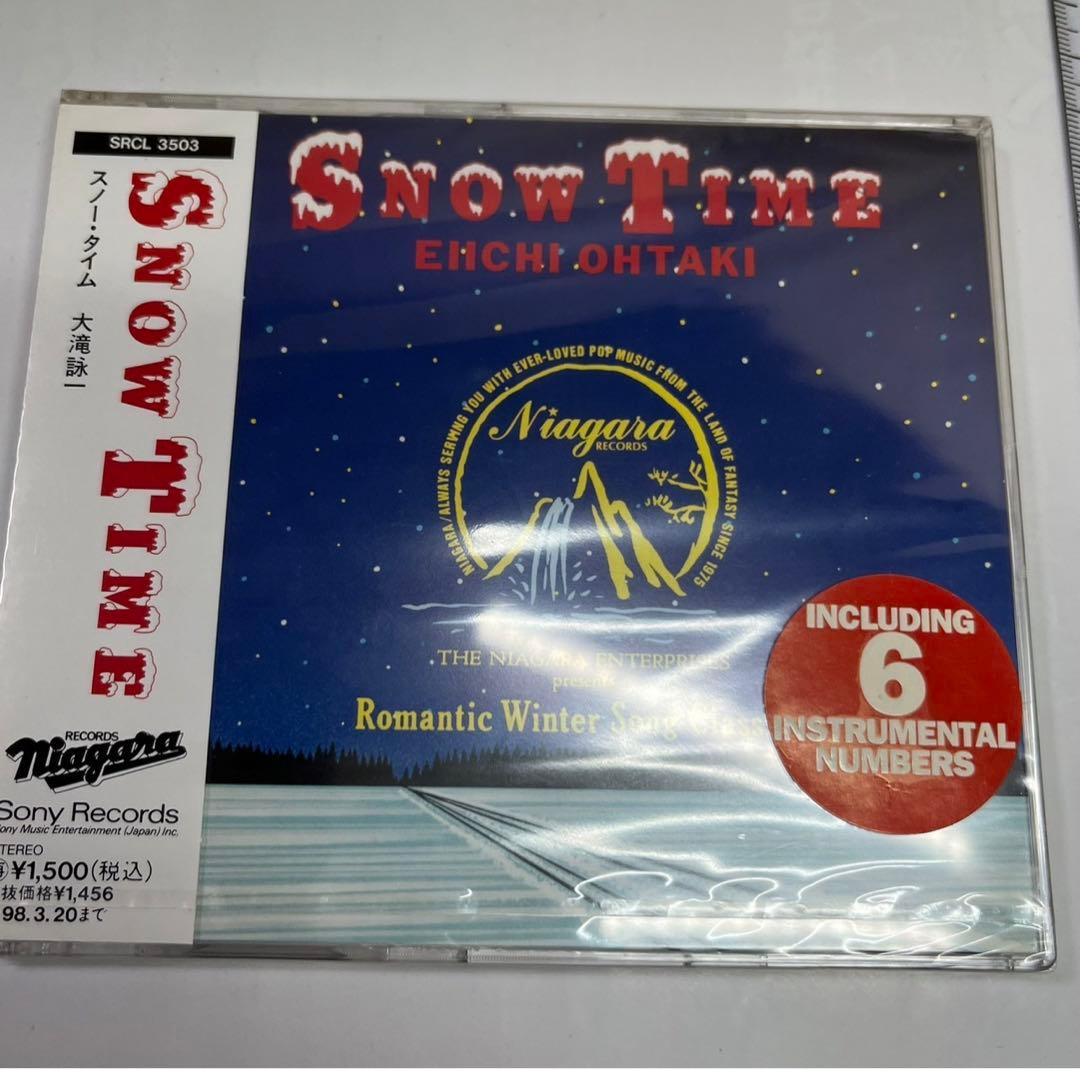 SRCL 3503
SNOW TIME
スノー・タイム 大滝詠一
RECORDS
Niagara
Sony Records
ony Music Entertainment (Japan) Inc.
TEREO
再¥1,500(税込)
抜価格¥1,456
98.3.20まで
SNOW TIME
EIICHI OHTAKI
NIAGARA/ALWAYS SERVING YOU WITH EVER-LOVED POP MUSIC FROM THE LAND OF FANTASY SINCE 1975
Niagara
RECORDS
THE NIAGARA ENTERPRISES
presents
Romantic Winter Song
INCLUDING
6
INSTRUMENTAL
NUMBERS